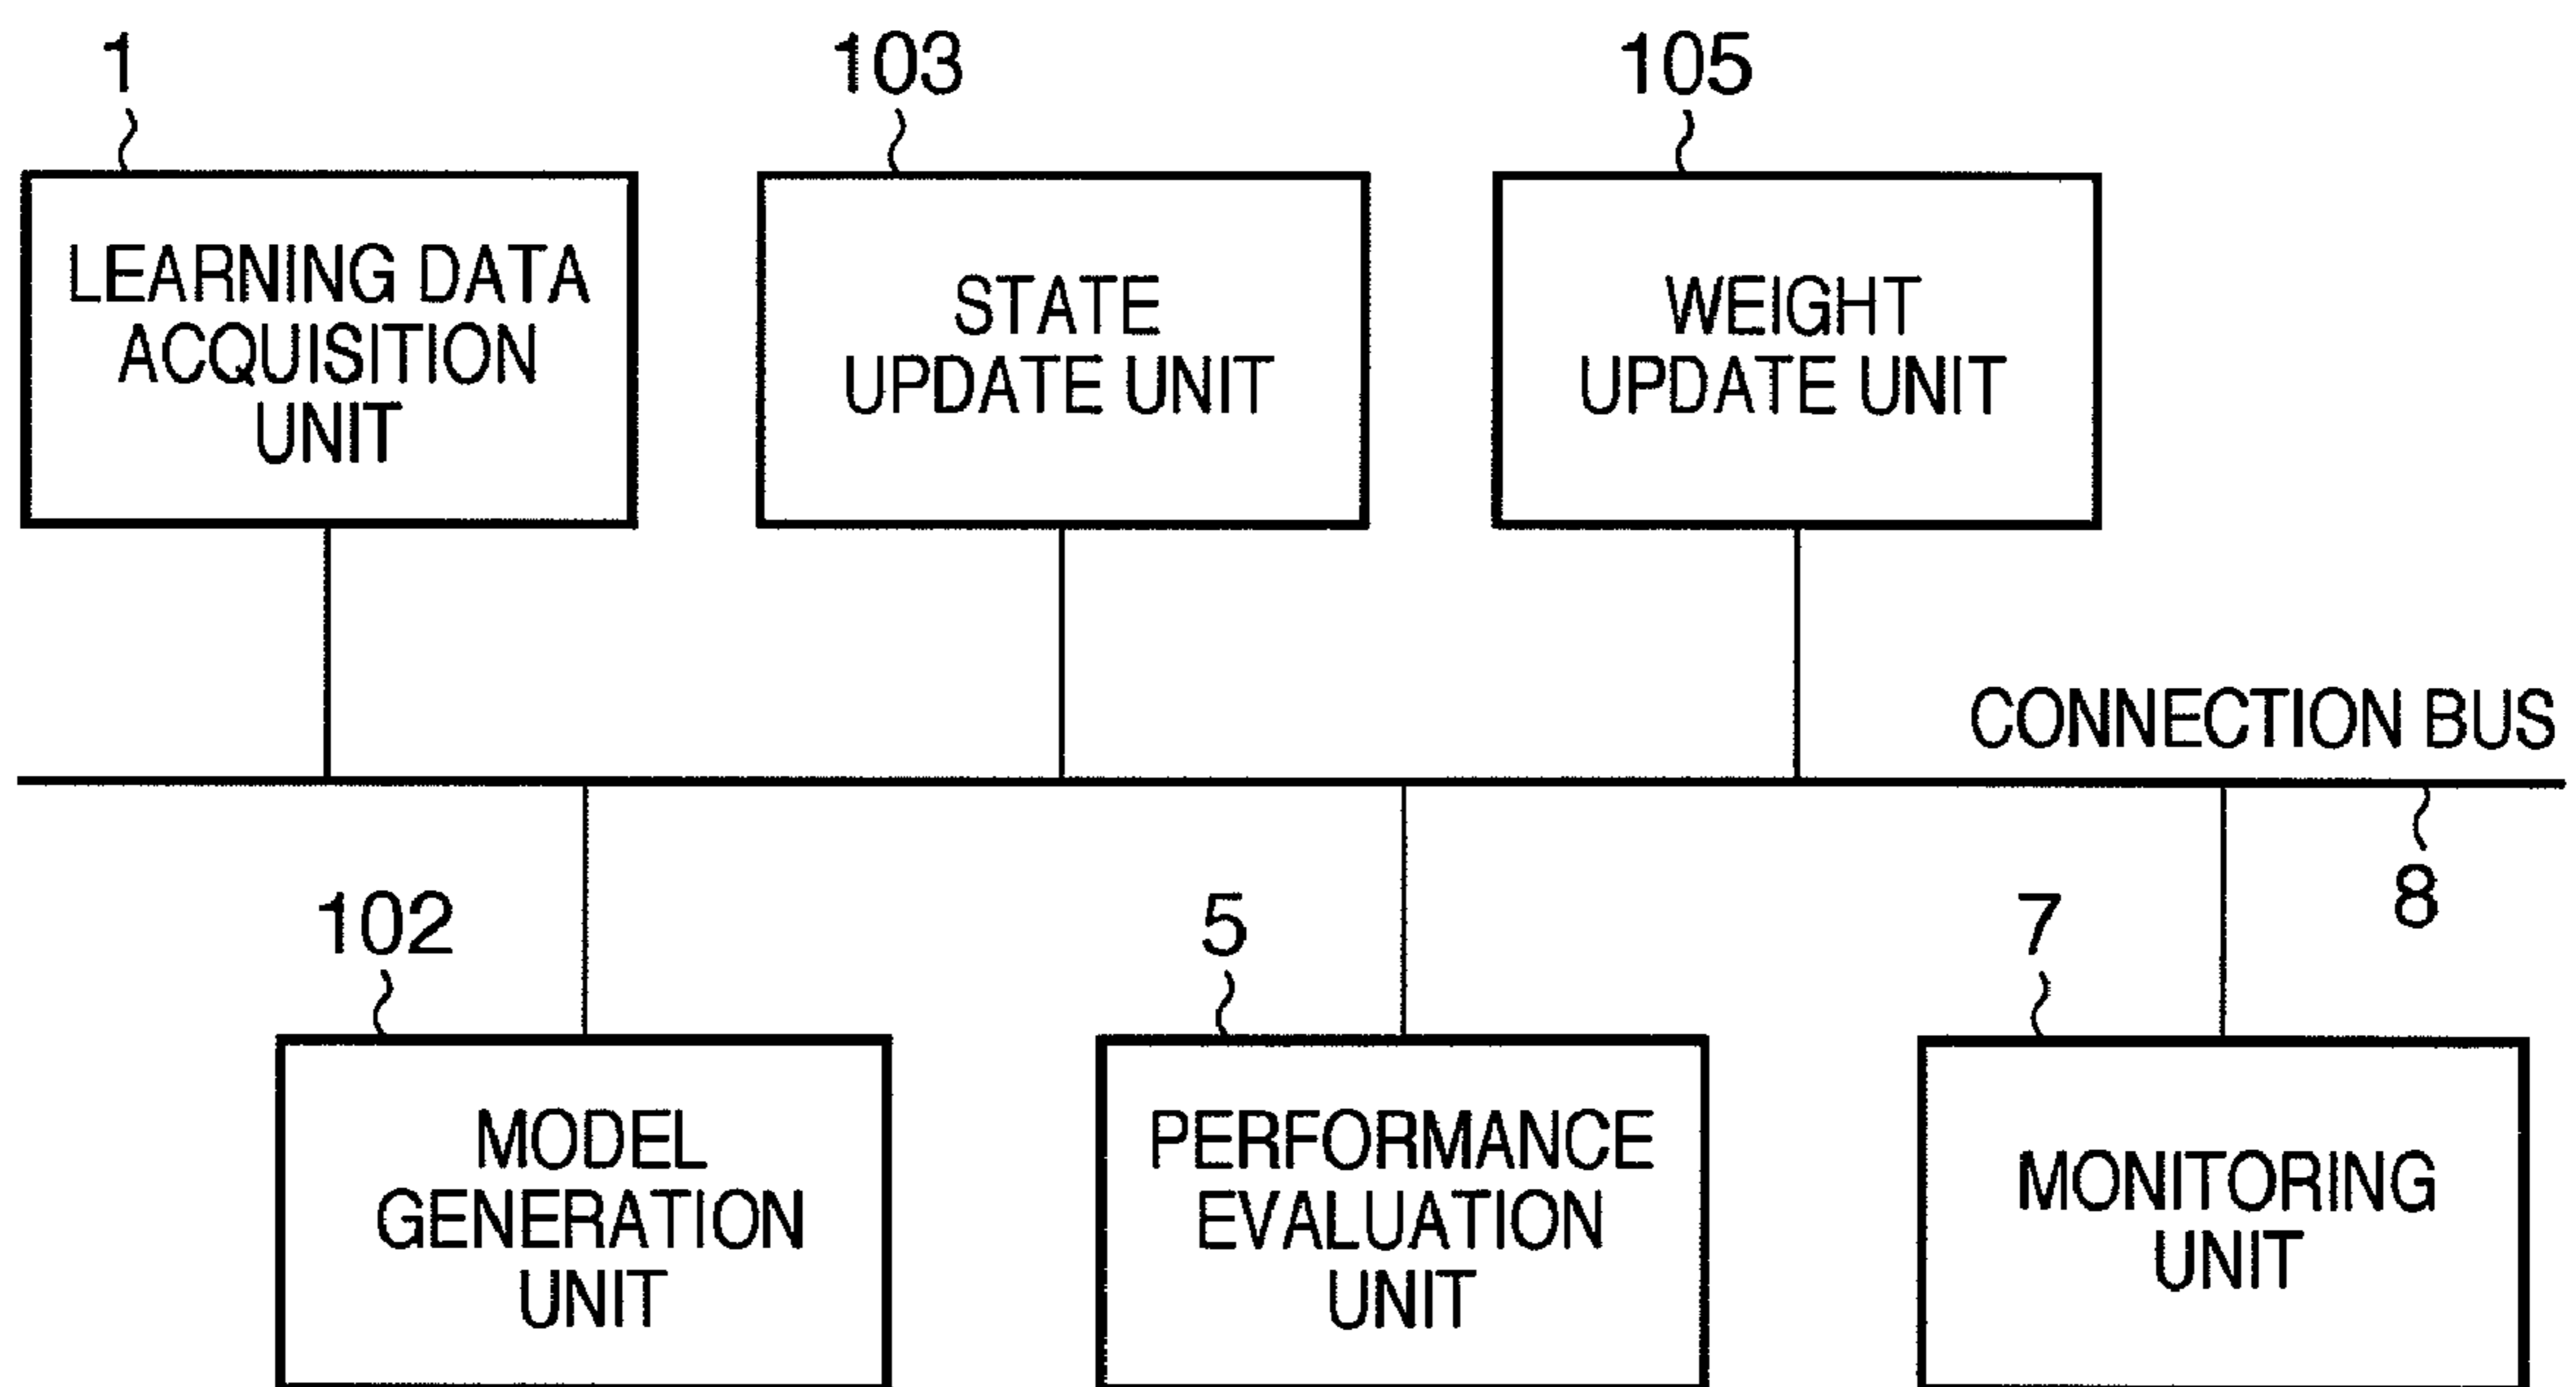 1
103
105
LEARNING DATA
ACQUISITION
UNIT
STATE
UPDATE UNIT
WEIGHT
UPDATE UNIT
CONNECTION BUS
8
102
5
7
MODEL
GENERATION
UNIT
PERFORMANCE
EVALUATION
UNIT
MONITORING
UNIT